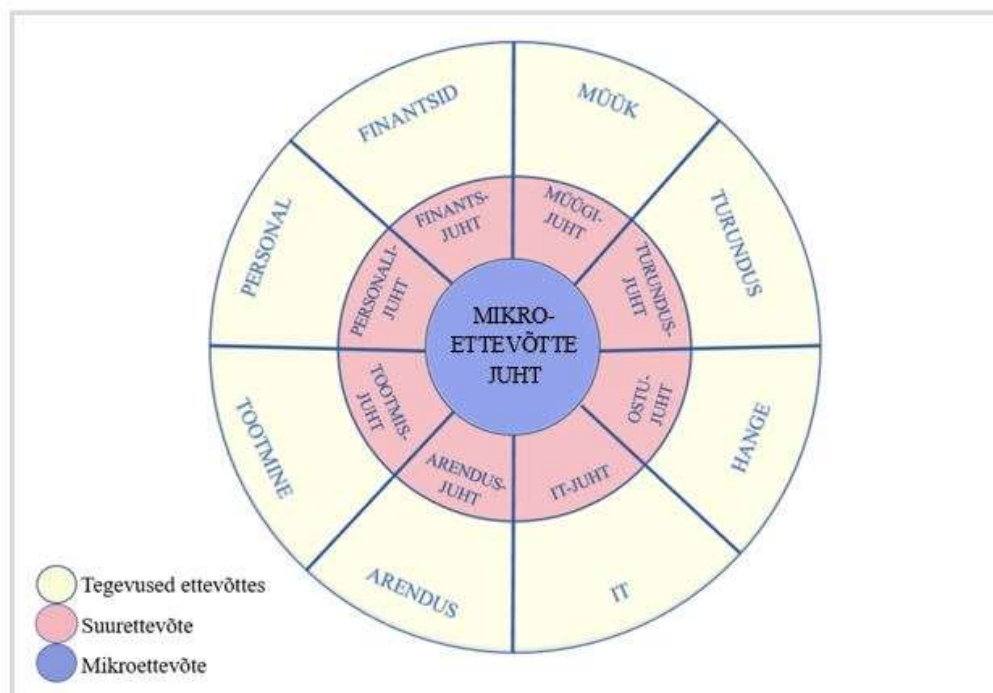 FINANTSID
MÜÜK
TURUNDUS
HANGE
IT
ARENDUS
TOOTMINE
PERSONAL
FINANTS-
JUHT
MÜÜGI-
JUHT
TURUNDUS-
JUHT
OSTU-
JUHT
IT-JUHT
ARENDUS-
JUHT
TOOTMIS-
JUHT
PERSONALI-
JUHT
MIKRO-
ETTEVÕTTE
JUHT
Tegevused ettevõttes
Suurettevõte
Mikroettevõte